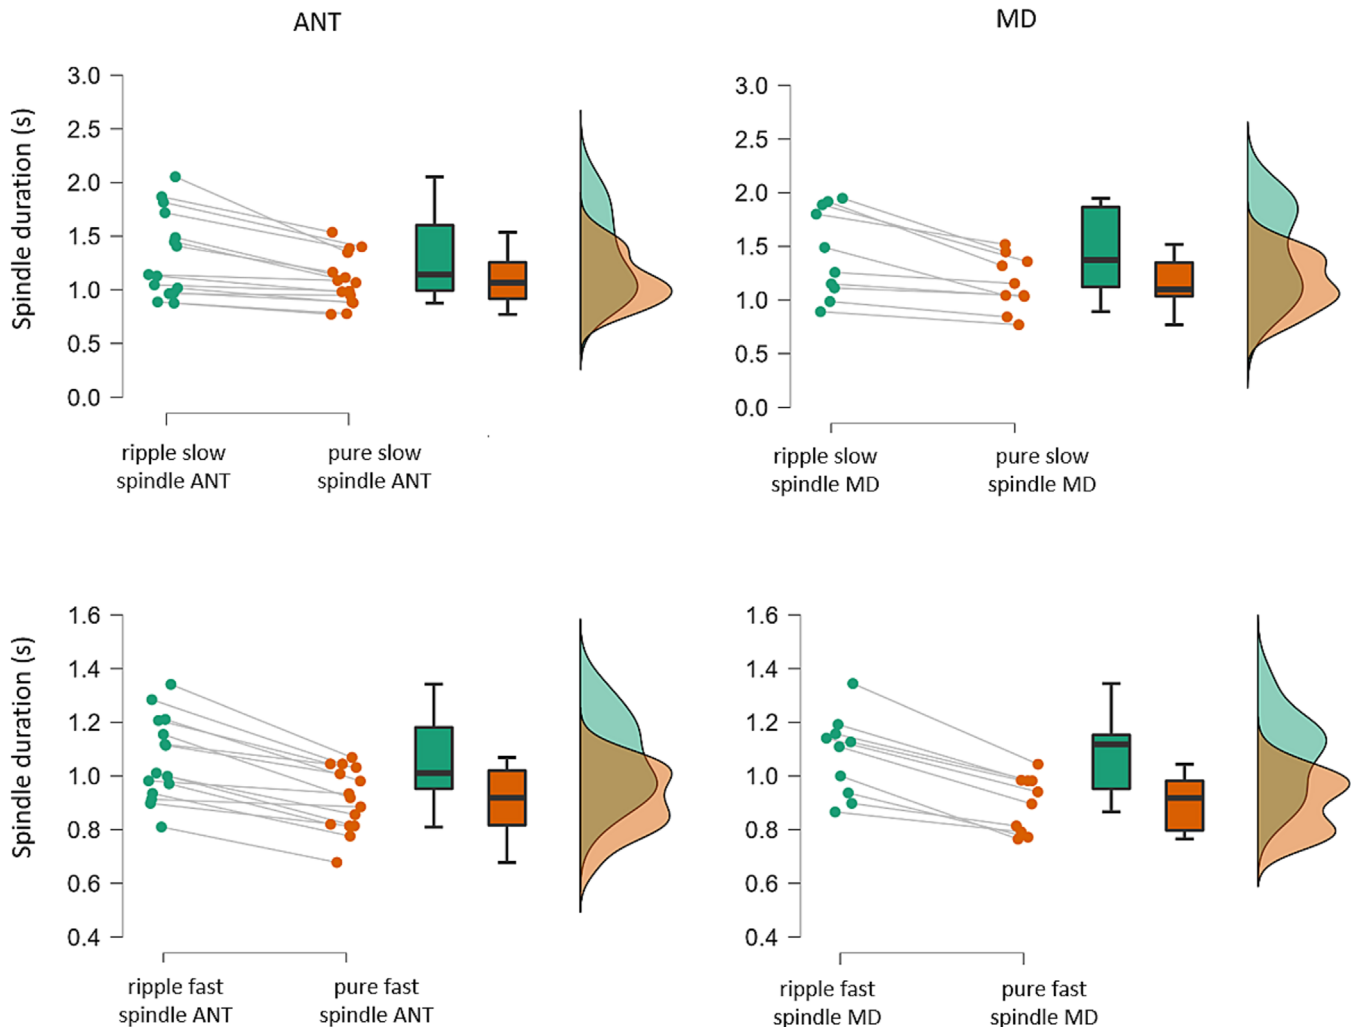 ANT
MD
Spindle duration (s)
3.0
2.5
2.0
1.5
1.0
0.5
0.0
ripple slow
spindle ANT
pure slow
spindle ANT
3.0
2.5
2.0
1.5
1.0
0.5
0.0
ripple slow
spindle MD
pure slow
spindle MD
Spindle duration (s)
1.6
1.4
1.2
1.0
0.8
0.6
0.4
ripple fast
spindle ANT
pure fast
spindle ANT
1.6
1.4
1.2
1.0
0.8
0.6
0.4
ripple fast
spindle MD
pure fast
spindle MD